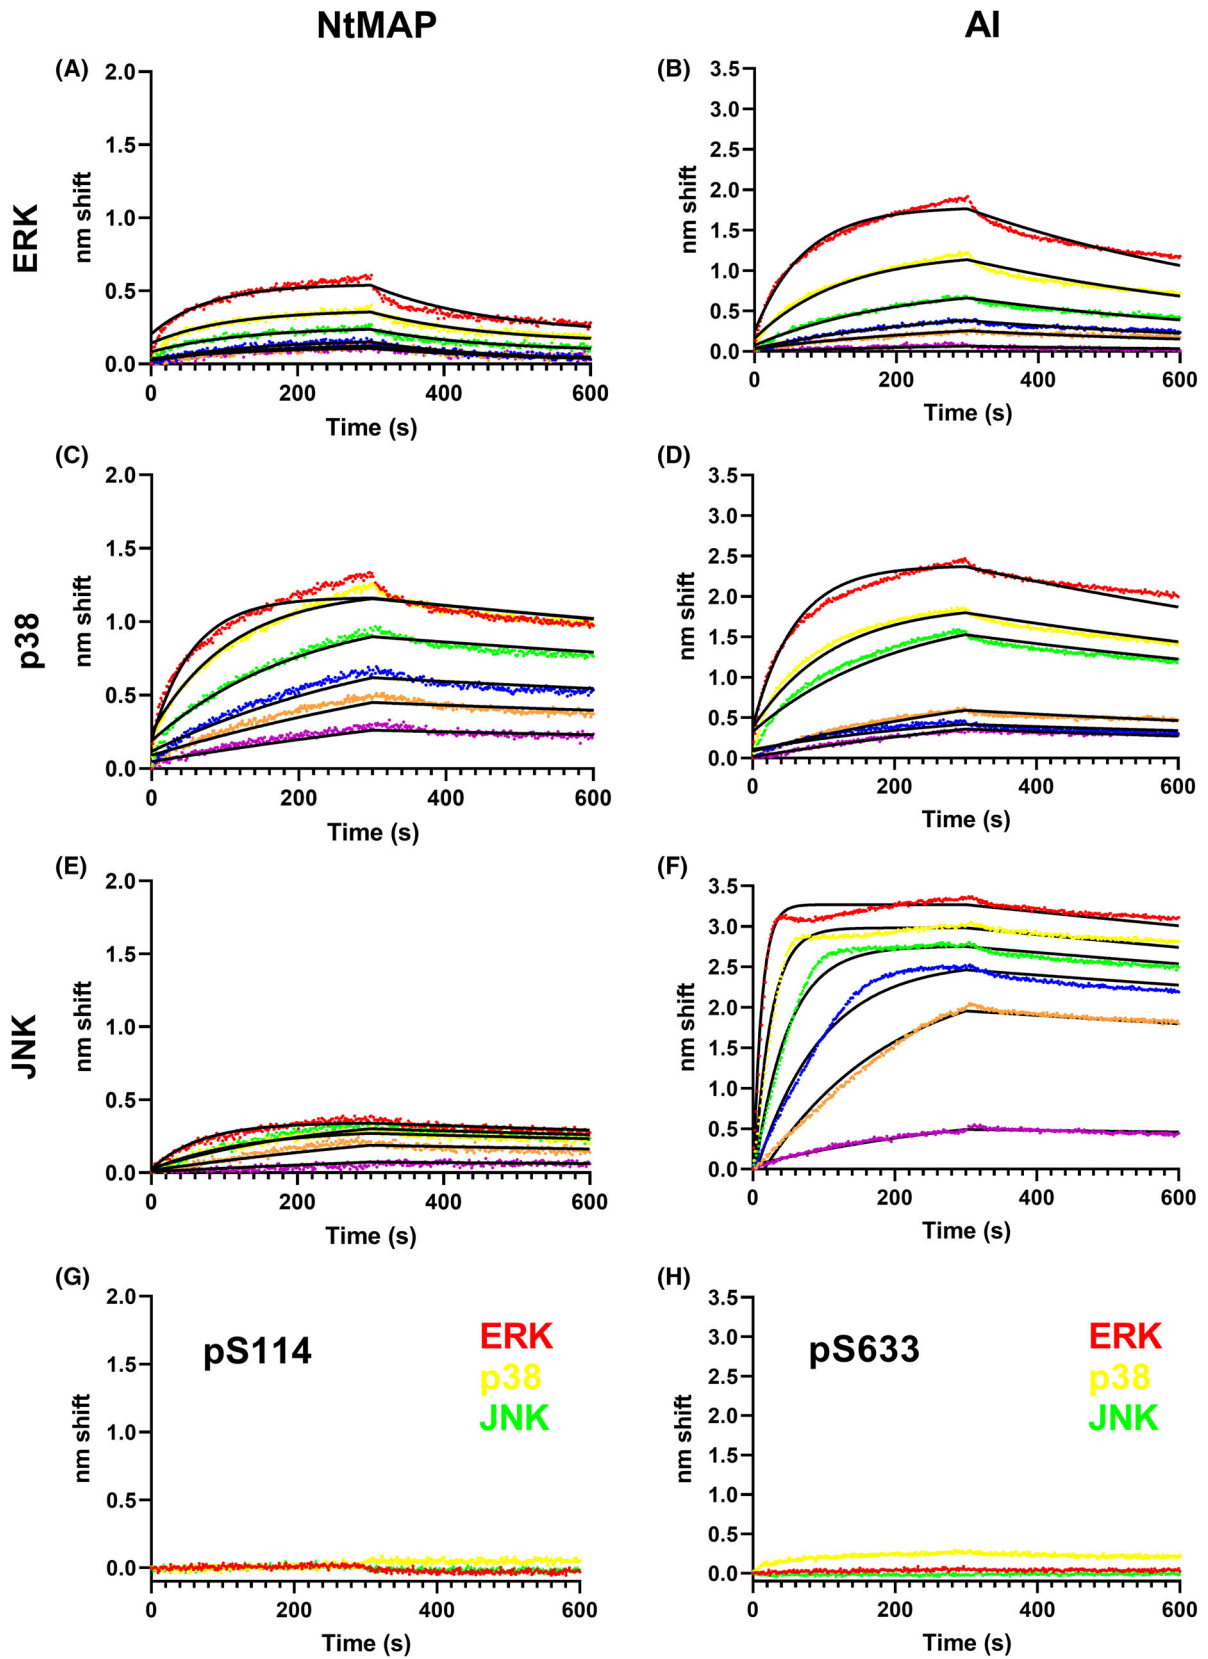 NtMAP
AI
(A)
2.0
1.5
1.0
0.5
0.0
nm shift
0
200
400
600
Time (s)
ERK
(B)
3.5
3.0
2.5
2.0
1.5
1.0
0.5
0.0
nm shift
0
200
400
600
Time (s)
(C)
2.0
1.5
1.0
0.5
0.0
nm shift
0
200
400
600
Time (s)
p38
(D)
3.5
3.0
2.5
2.0
1.5
1.0
0.5
0.0
nm shift
0
200
400
600
Time (s)
(E)
2.0
1.5
1.0
0.5
0.0
nm shift
0
200
400
600
Time (s)
JNK
(F)
3.5
3.0
2.5
2.0
1.5
1.0
0.5
0.0
nm shift
0
200
400
600
Time (s)
(G)
2.0
1.5
1.0
0.5
0.0
nm shift
pS114
ERK
p38
JNK
0
200
400
600
Time (s)
(H)
3.5
3.0
2.5
2.0
1.5
1.0
0.5
0.0
nm shift
pS633
ERK
p38
JNK
0
200
400
600
Time (s)